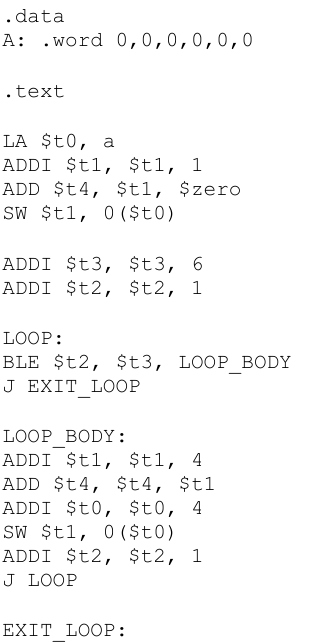 .data
A: .word 0,0,0,0,0,0
.text
LA $t0, a
ADDI $t1, $t1, 1
ADD $t4, $t1, $zero
SW $t1, 0($t0)
ADDI $t3, $t3, 6
ADDI $t2, $t2, 1
LOOP:
BLE $t2, $t3, LOOP_BODY
J EXIT_LOOP
LOOP_BODY:
ADDI $t1, $t1, 4
ADD $t4, $t4, $t1
ADDI $t0, $t0, 4
SW $t1, 0($t0)
ADDI $t2, $t2, 1
J LOOP
EXIT_LOOP: